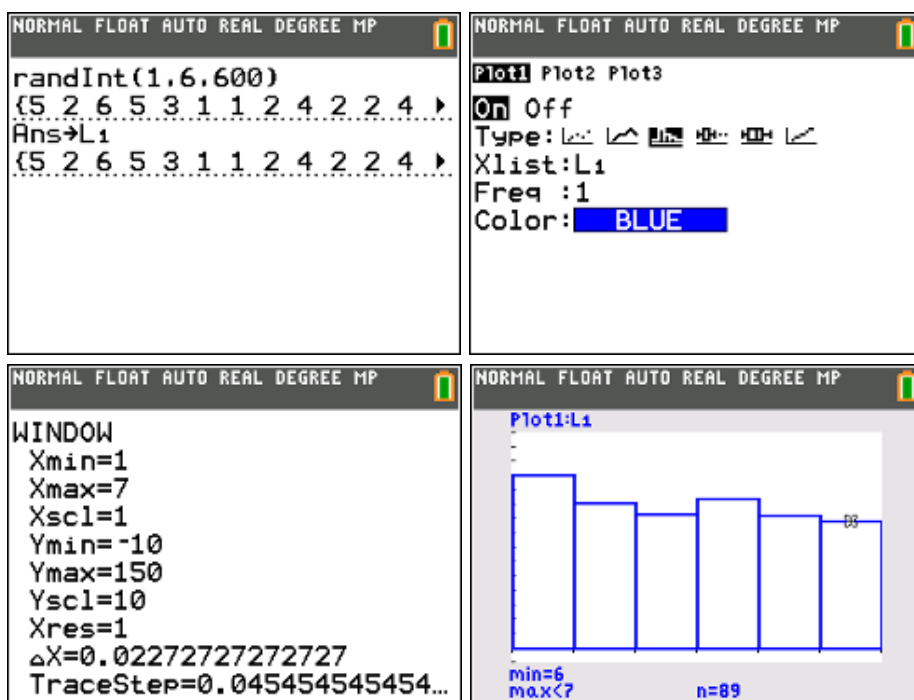 NORMAL FLOAT AUTO REAL DEGREE MP
randInt(1,6,600)
{5 2 6 5 3 1 1 2 4 2 2 4
Ans→L₁
{5 2 6 5 3 1 1 2 4 2 2 4
NORMAL FLOAT AUTO REAL DEGREE MP
Plot1 Plot2 Plot3
On Off
Type:
Xlist:L₁
Freq :1
Color: BLUE
NORMAL FLOAT AUTO REAL DEGREE MP
WINDOW
Xmin=1
Xmax=7
Xscl=1
Ymin=-10
Ymax=150
Yscl=10
Xres=1
△X=0.02272727272727
TraceStep=0.045454545454…
NORMAL FLOAT AUTO REAL DEGREE MP
Plot1:L₁
min=6
max<7 n=89